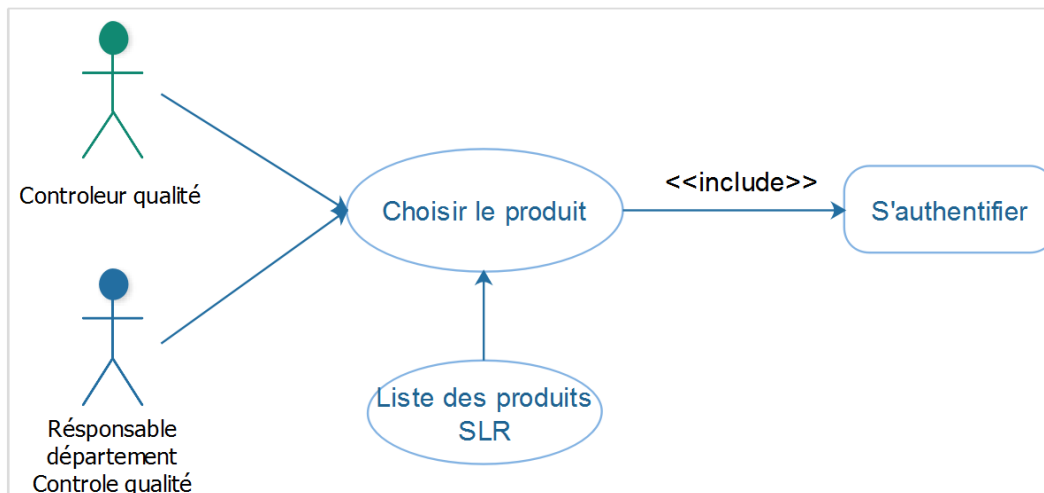 Controleur qualité
Choisir le produit
<<include>>
S'authentifier
Liste des produits
SLR
Résponsable
département
Controle qualité